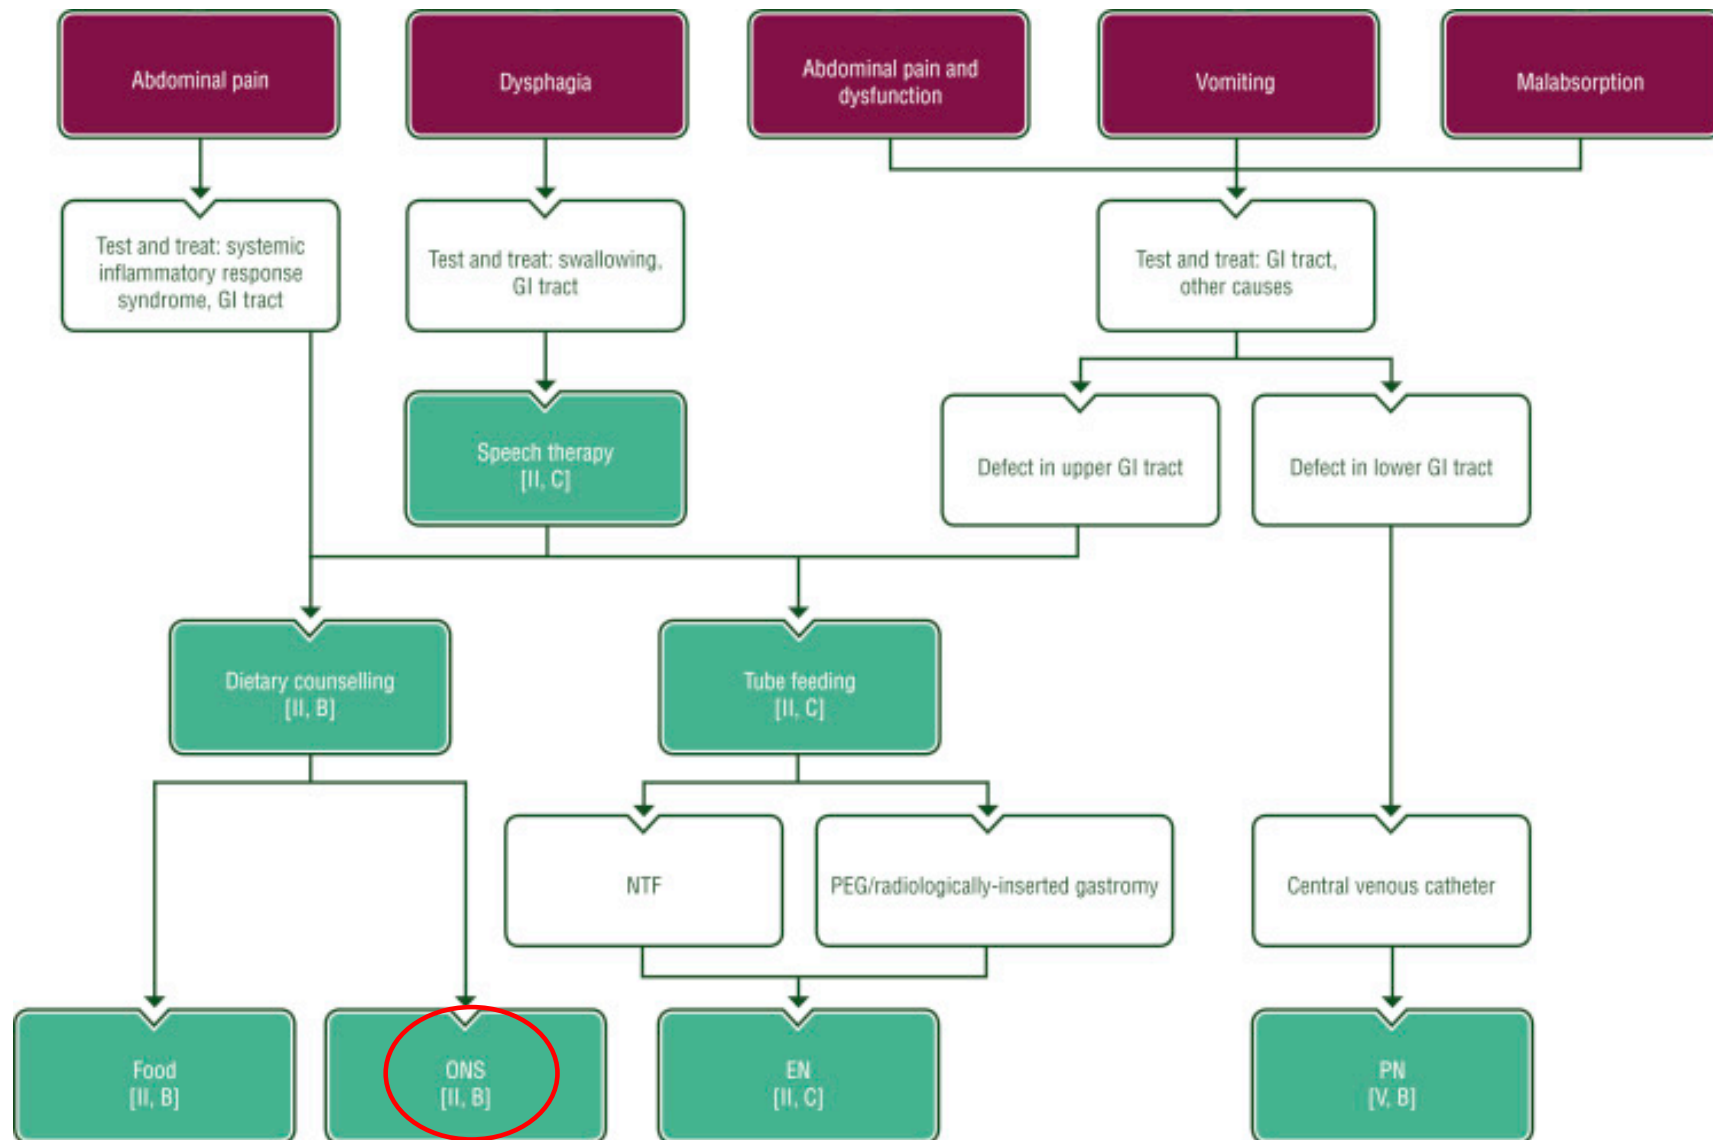 Abdominal pain
Dysphagia
Abdominal pain and
dysfunction
Vomiting
Malabsorption
Test and treat: systemic
inflammatory response
syndrome, GI tract
Test and treat: swallowing,
GI tract
Test and treat: GI tract,
other causes
Speech therapy
[II, C]
Defect in upper GI tract
Defect in lower GI tract
Dietary counselling
[II, B]
Tube feeding
[II, C]
NTF
PEG/radiologically-inserted gastromy
Central venous catheter
Food
[II, B]
ONS
[II, B]
EN
[II, C]
PN
[V, B]